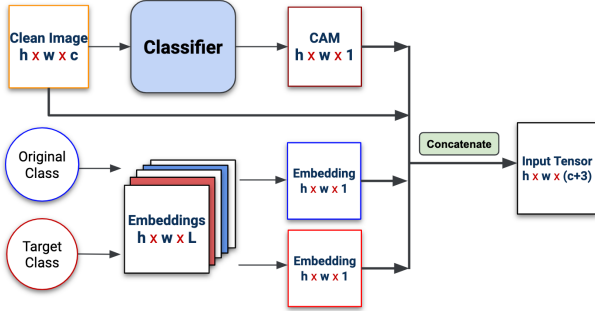 Clean Image
h x w x c
Classifier
CAM
h x w x 1
Original
Class
Target
Class
Embeddings
h x w x L
Embedding
h x w x 1
Embedding
h x w x 1
Concatenate
Input Tensor
h x w x (c+3)